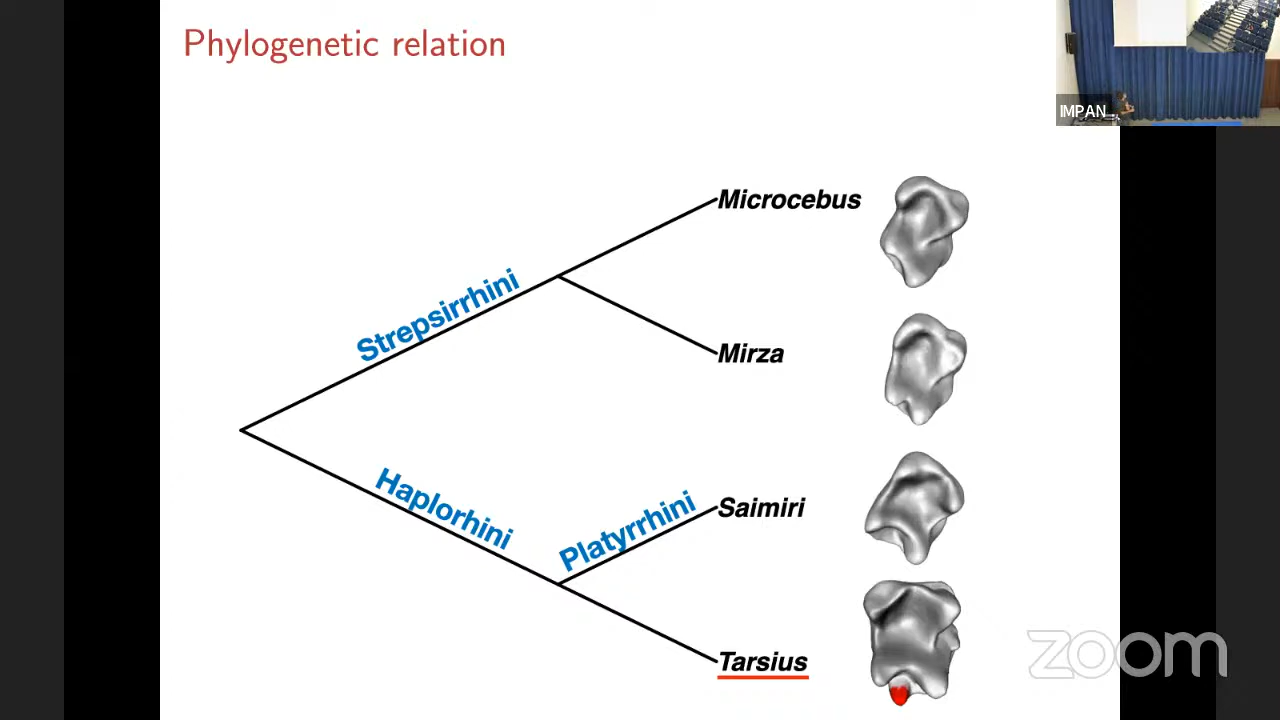 Phylogenetic relation
IMPAN
Microcebus
Strepsirrhini
Mirza
Haplorhini
Platyrrhini
Saimiri
Tarsius
zoom